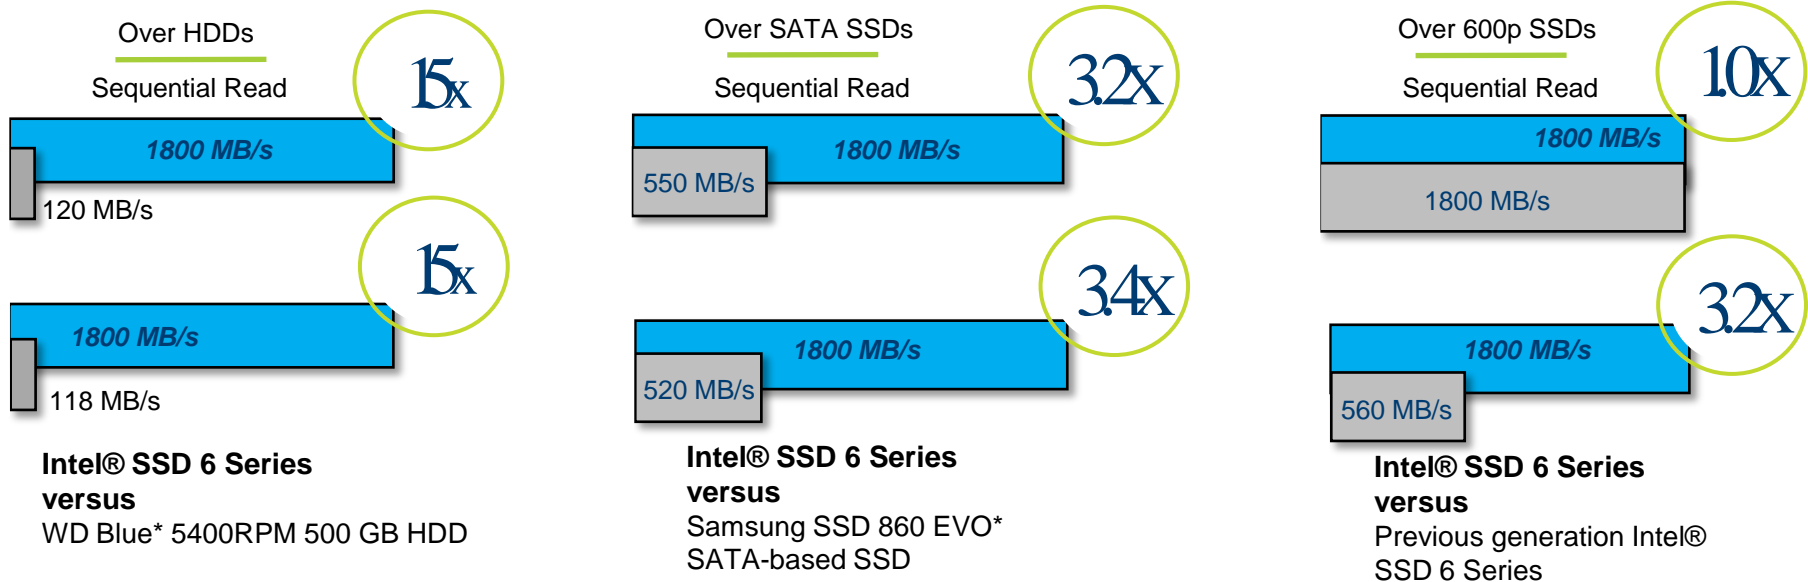 Over HDDs
Sequential Read
15x
1800 MB/s
120 MB/s
15x
1800 MB/s
118 MB/s
Intel® SSD 6 Series
versus
WD Blue* 5400RPM 500 GB HDD
Over SATA SSDs
Sequential Read
3.2X
1800 MB/s
550 MB/s
3.4X
1800 MB/s
520 MB/s
Intel® SSD 6 Series
versus
Samsung SSD 860 EVO*
SATA-based SSD
Over 600p SSDs
Sequential Read
1.0X
1800 MB/s
1800 MB/s
3.2X
1800 MB/s
560 MB/s
Intel® SSD 6 Series
versus
Previous generation Intel®
SSD 6 Series